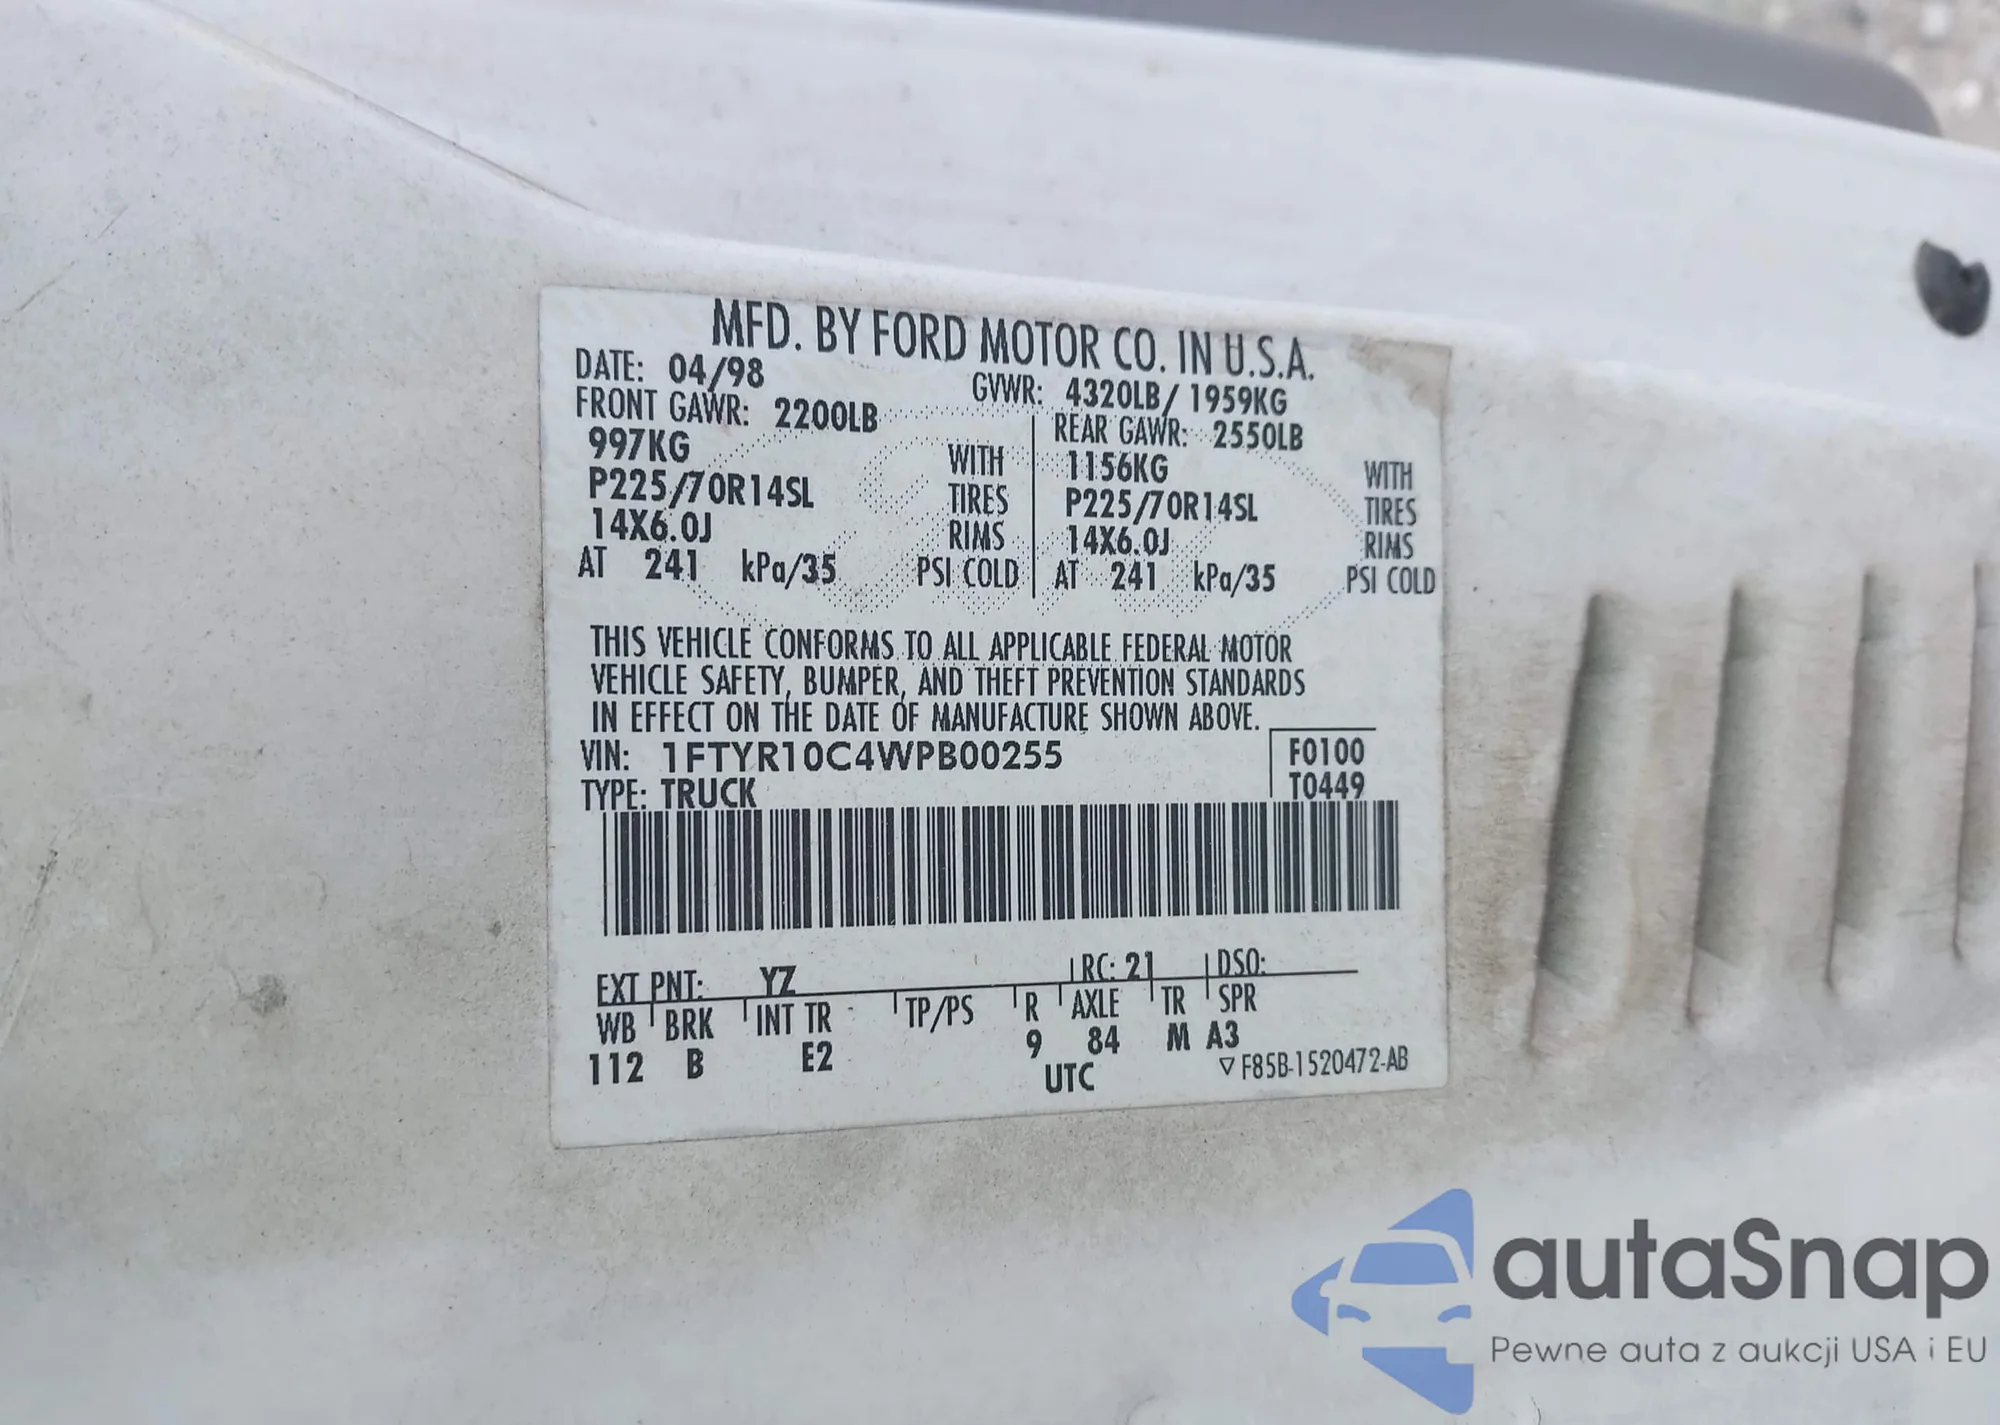 MFD. BY FORD MOTOR CO. IN U.S.A.
DATE: 04/98 GVWR: 4320LB/ 1959KG
FRONT GAWR: 2200LB REAR GAWR: 2550LB
997KG WITH 1156KG WITH
P225/70R14SL TIRES P225/70R14SL TIRES
14X6.0J RIMS 14X6.0J RIMS
AT 241 kPa/35 PSI COLD AT 241 kPa/35 PSI COLD
THIS VEHICLE CONFORMS TO ALL APPLICABLE FEDERAL MOTOR
VEHICLE SAFETY, BUMPER, AND THEFT PREVENTION STANDARDS
IN EFFECT ON THE DATE OF MANUFACTURE SHOWN ABOVE.
VIN: 1FTYR10C4WPB00255 F0100
TYPE: TRUCK T0449
EXT PNT: YZ RC: 21 DSO:
WB BRK INT TR TP/PS R AXLE TR SPR
112 B E2 9 84 M A3
UTC ▽ F85B-1520472-AB
autaSnap
Pewne auta z aukcji USA i EU